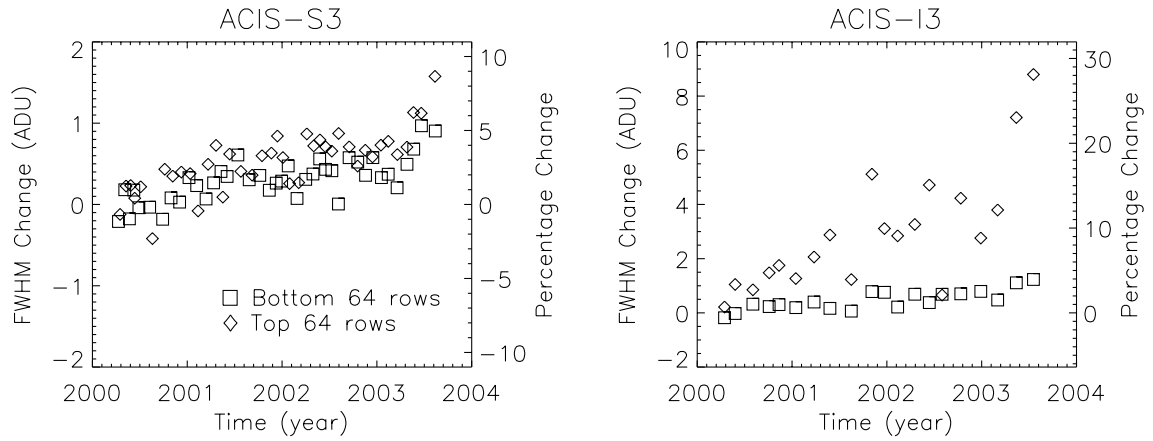 ACIS-S3
FWHM Change (ADU)
2
1
0
-1
-2
10
5
0
-5
-10
Percentage Change
Bottom 64 rows
Top 64 rows
2000 2001 2002 2003 2004
Time (year)
ACIS-I3
FWHM Change (ADU)
10
8
6
4
2
0
-2
30
20
10
0
Percentage Change
2000 2001 2002 2003 2004
Time (year)